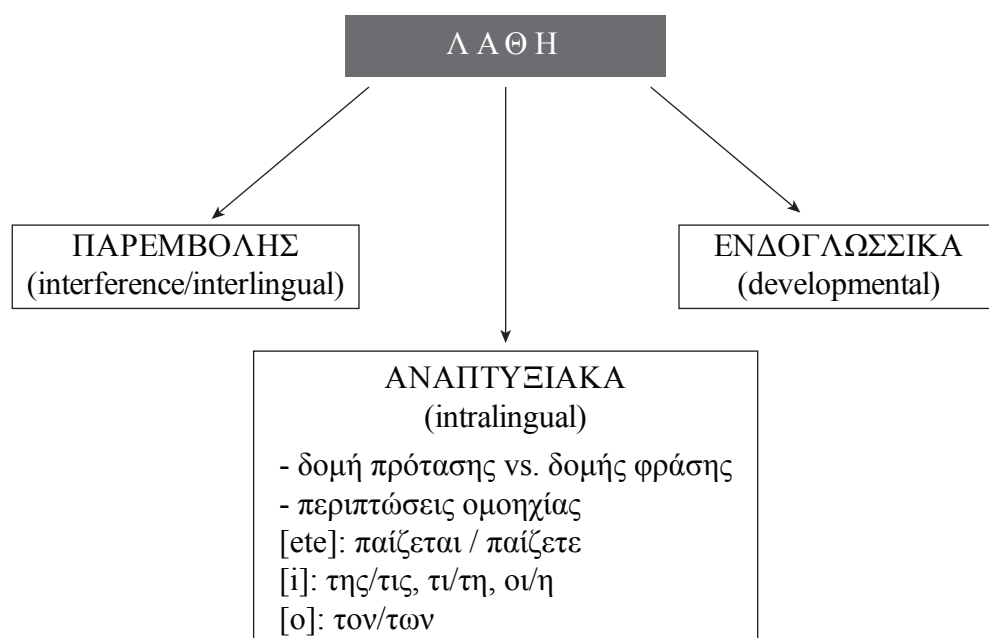 ΛΑΘΗ
ΠΑΡΕΜΒΟΛΗΣ
(interference/interlingual)
ΕΝΔΟΓΛΩΣΣΙΚΑ
(developmental)
ΑΝΑΠΤΥΞΙΑΚΑ
(intralingual)
- δομή πρότασης vs. δομής φράσης
- περιπτώσεις ομοηχίας
[ete]: παίζεται / παίζετε
[i]: της/τις, τι/τη, οι/η
[o]: τον/των